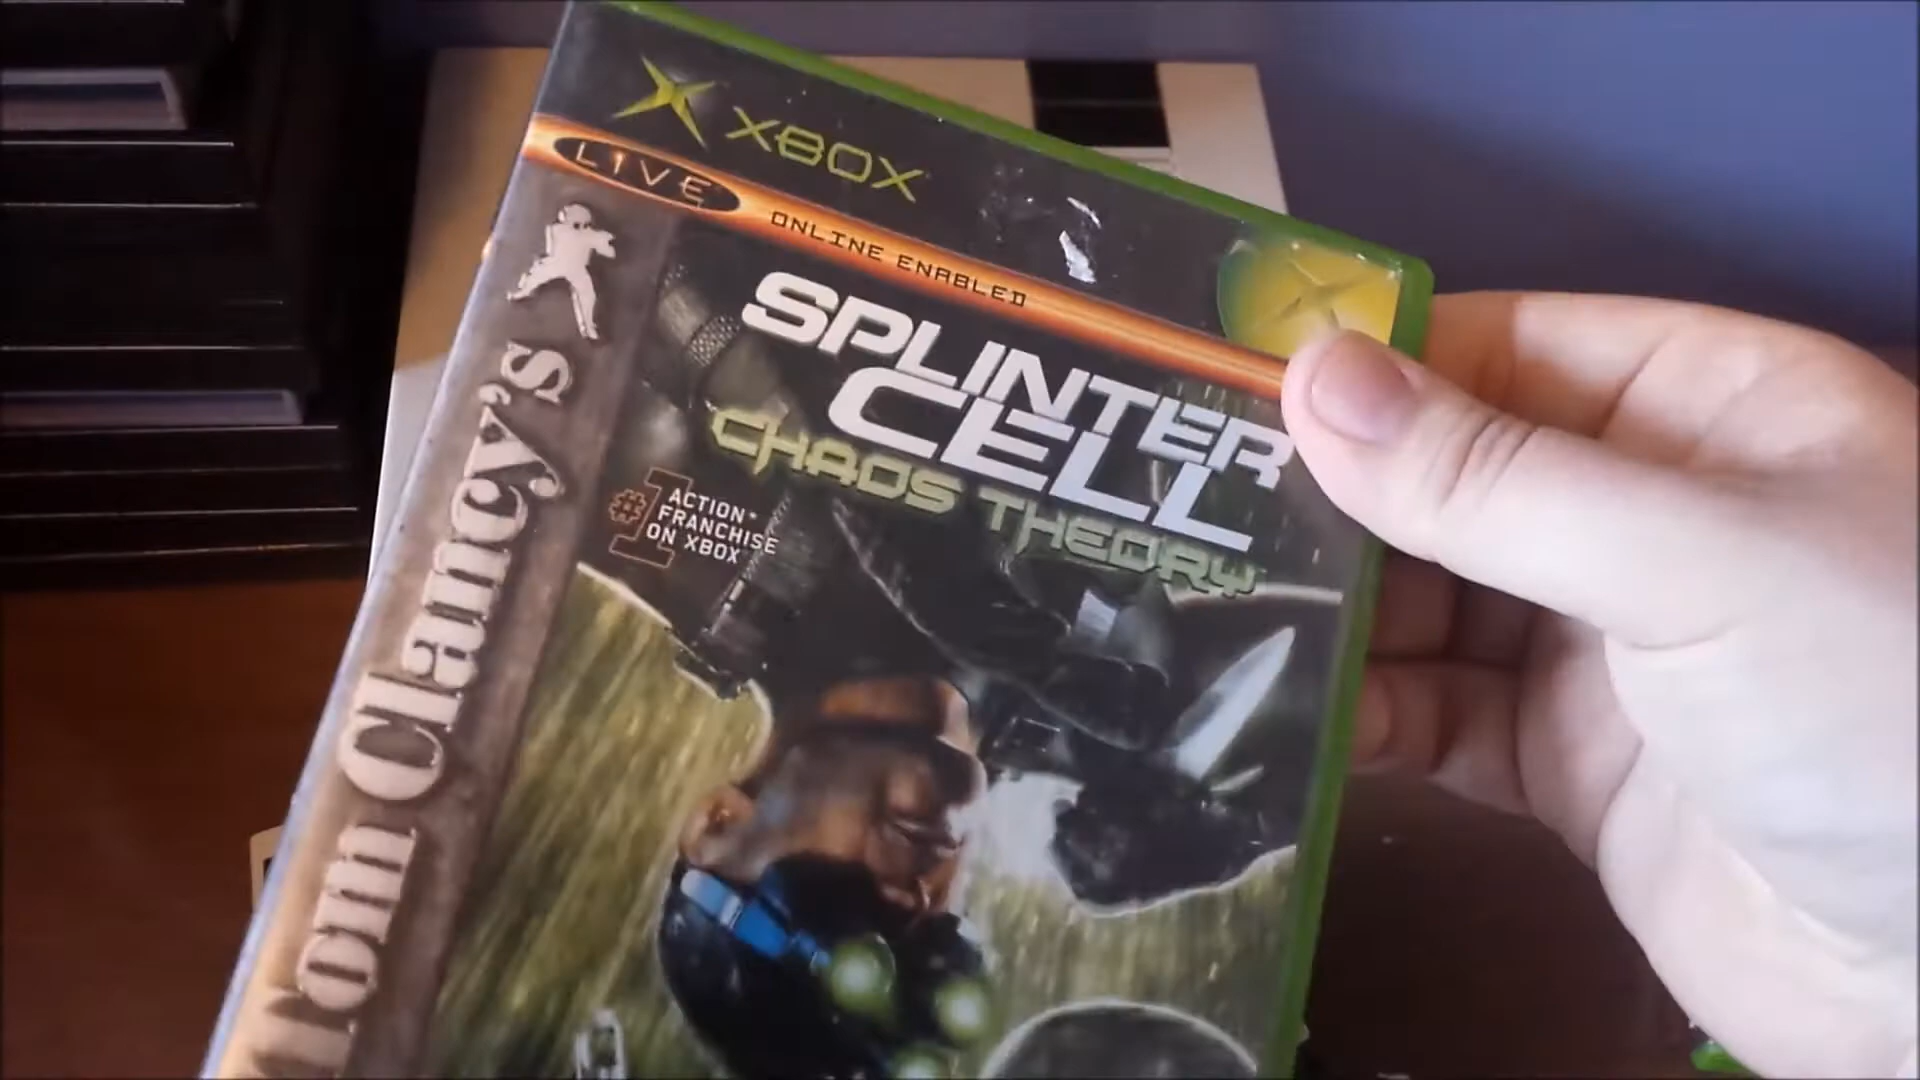 XBOX
LIVE
ONLINE ENABLED
Tom Clancy's
SPLINTER
CELL
CHAOS THEORY
#1 ACTION*
FRANCHISE
ON XBOX